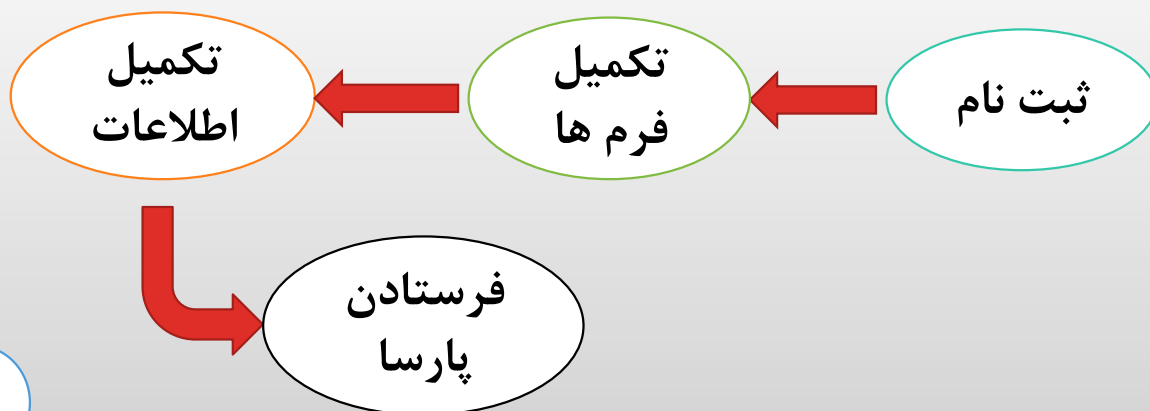 ثبت نام
تکمیل
فرم ها
تکمیل
اطلاعات
فرستادن
پارسا